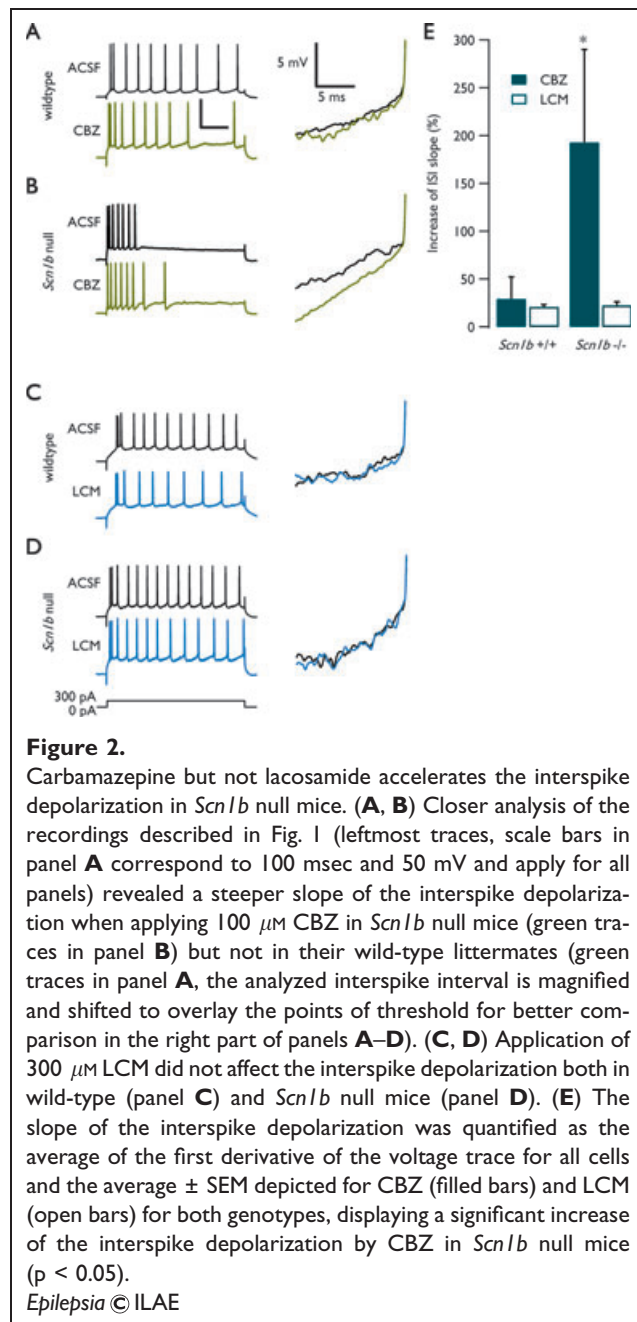 A
E
wildtype
ACSF
CBZ
5 mV
5 ms
B
Scn1b null
ACSF
CBZ
Increase of ISI slope (%)
300
250
200
150
100
50
0
*
CBZ
LCM
Scn1b +/+
Scn1b -/-
C
wildtype
ACSF
LCM
D
Scn1b null
ACSF
LCM
300 pA
0 pA
Figure 2.
Carbamazepine but not lacosamide accelerates the interspike
depolarization in Scn1b null mice. (A, B) Closer analysis of the
recordings described in Fig. 1 (leftmost traces, scale bars in
panel A correspond to 100 msec and 50 mV and apply for all
panels) revealed a steeper slope of the interspike depolariza-
tion when applying 100 μM CBZ in Scn1b null mice (green tra-
ces in panel B) but not in their wild-type littermates (green
traces in panel A, the analyzed interspike interval is magnified
and shifted to overlay the points of threshold for better com-
parison in the right part of panels A–D). (C, D) Application of
300 μM LCM did not affect the interspike depolarization both in
wild-type (panel C) and Scn1b null mice (panel D). (E) The
slope of the interspike depolarization was quantified as the
average of the first derivative of the voltage trace for all cells
and the average ± SEM depicted for CBZ (filled bars) and LCM
(open bars) for both genotypes, displaying a significant increase
of the interspike depolarization by CBZ in Scn1b null mice
(p < 0.05).
Epilepsia © ILAE